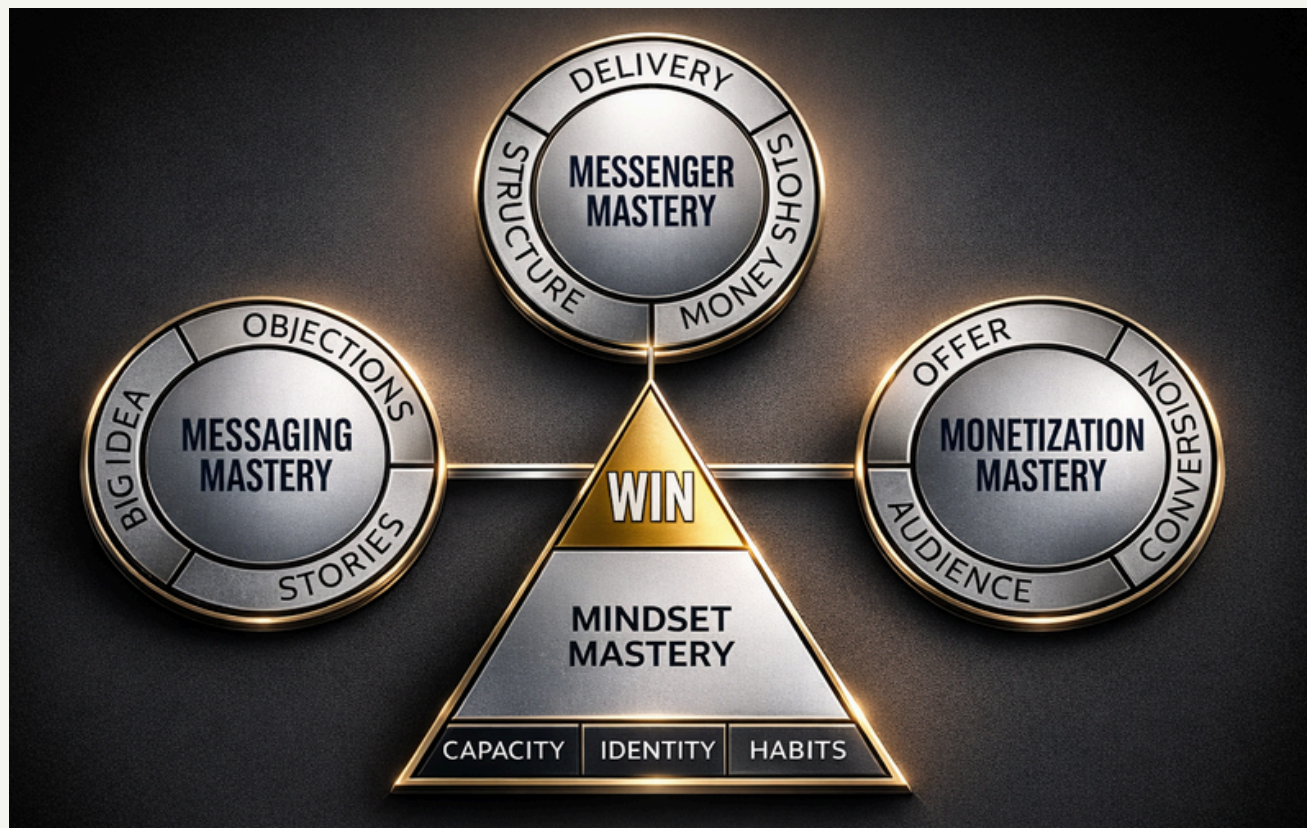 DELIVERY
STRUCTURE
MONEY SHOTS
MESSENGER
MASTERY
BIG IDEA
OBJECTIONS
STORIES
MESSAGING
MASTERY
OFFER
CONVERSION
AUDIENCE
MONETIZATION
MASTERY
WIN
MINDSET
MASTERY
CAPACITY
IDENTITY
HABITS